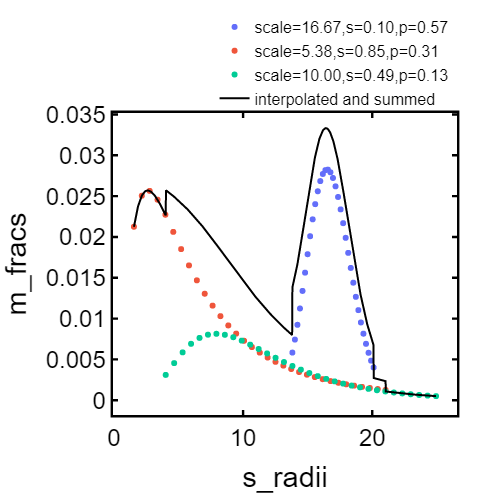 scale=16.67,s=0.10,p=0.57
scale=5.38,s=0.85,p=0.31
scale=10.00,s=0.49,p=0.13
interpolated and summed
0.035
0.03
0.025
0.02
0.015
0.01
0.005
0
m_fracs
0 10 20
s_radii